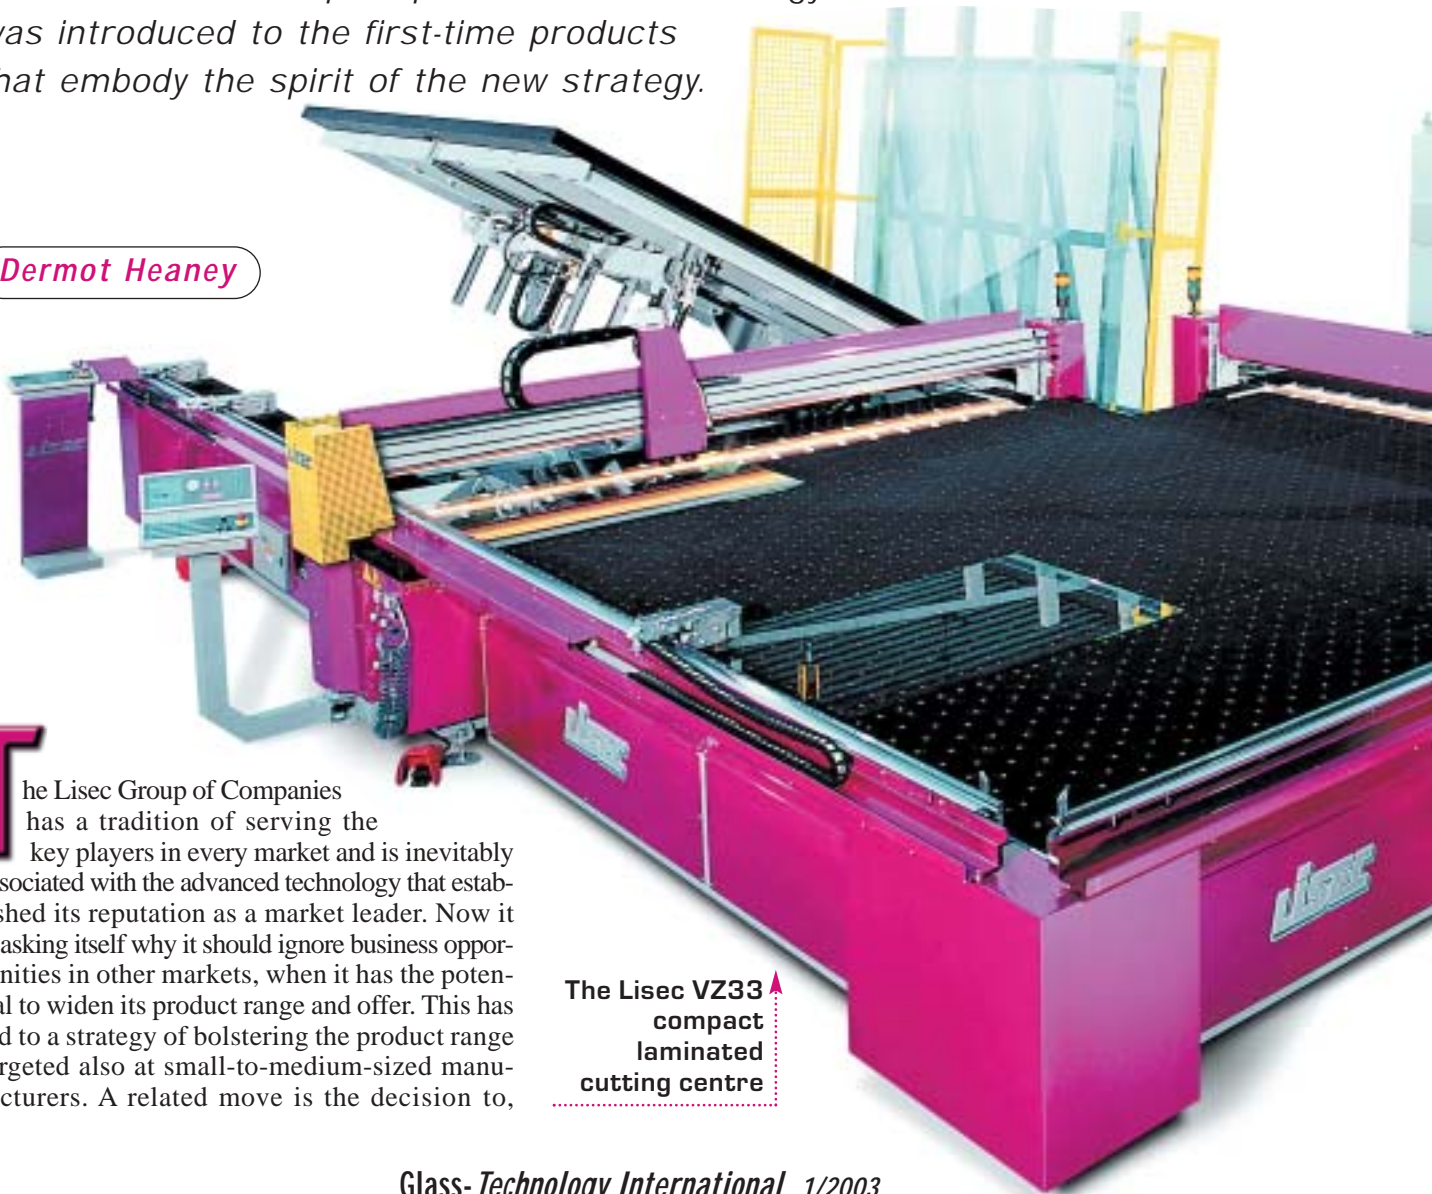 was introduced to the first-time products
that embody the spirit of the new strategy.
Dermot Heaney
LiSEC
LiSEC
LiSEC
LiSEC
The Lisec Group of Companies
has a tradition of serving the
key players in every market and is inevitably
sociated with the advanced technology that estab-
shed its reputation as a market leader. Now it
asking itself why it should ignore business oppor-
nities in other markets, when it has the poten-
al to widen its product range and offer. This has
d to a strategy of bolstering the product range
rgeted also at small-to-medium-sized manu-
cturers. A related move is the decision to,
The Lisec VZ33
compact
laminated
cutting centre
Glass-Technology International 1/2003